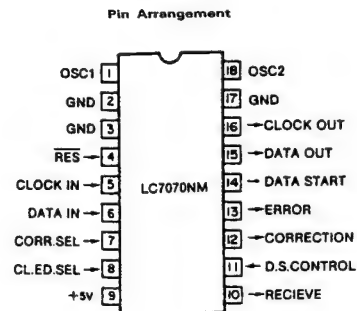 Pin Arrangement
OSC1 1 18 OSC2
GND 2 17 GND
GND 3 16 →CLOCK OUT
RES→ 4 15 →DATA OUT
CLOCK IN→ 5 LC7070NM 14 →DATA START
DATA IN→ 6 13 →ERROR
CORR.SEL→ 7 12 →CORRECTION
CL.ED.SEL→ 8 11 ←D.S.CONTROL
+5V 9 10 →RECIEVE